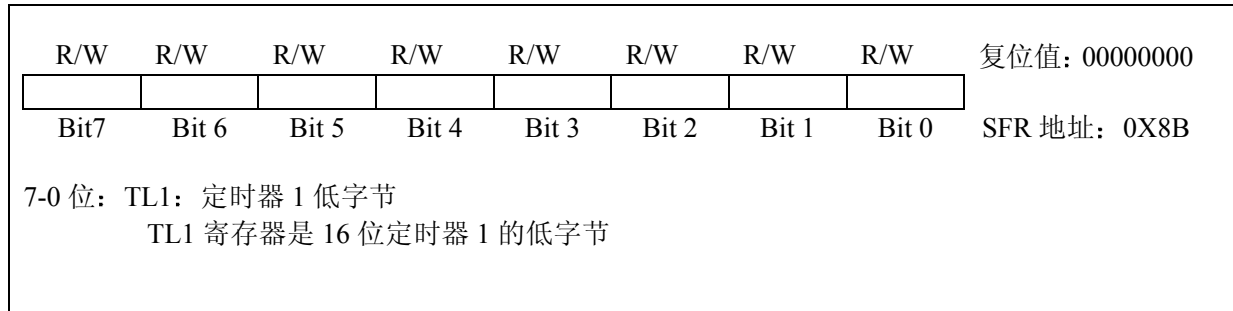 R/W R/W R/W R/W R/W R/W R/W R/W 复位值: 00000000
Bit7 Bit 6 Bit 5 Bit 4 Bit 3 Bit 2 Bit 1 Bit 0 SFR 地址： 0X8B
7-0 位：TL1：定时器 1 低字节
TL1 寄存器是 16 位定时器 1 的低字节